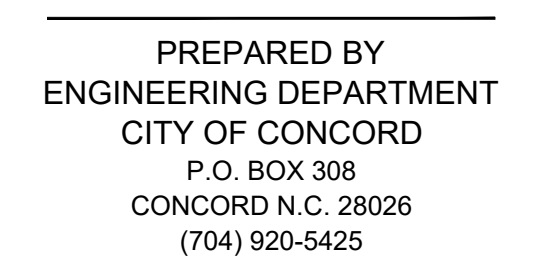 PREPARED BY
ENGINEERING DEPARTMENT
CITY OF CONCORD
P.O. BOX 308
CONCORD N.C. 28026
(704) 920-5425